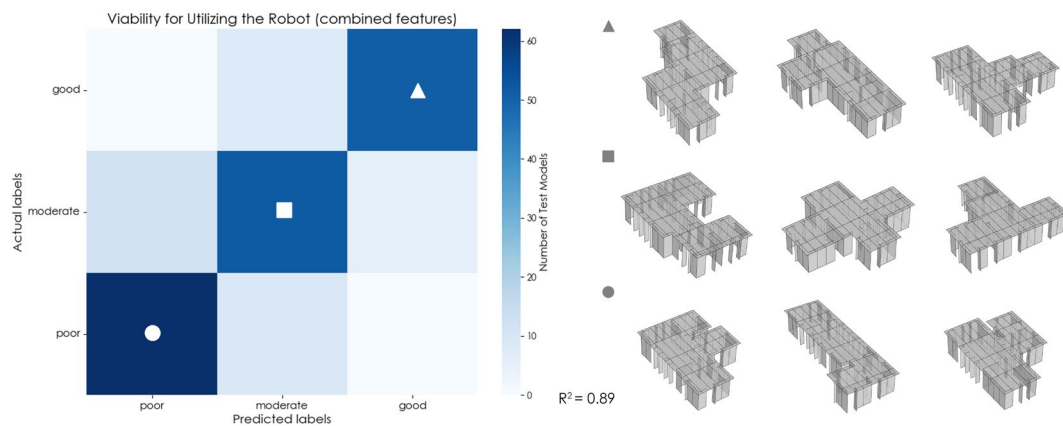 Viability for Utilizing the Robot (combined features)
good
moderate
poor
Actual labels
poor
moderate
good
Predicted labels
60
50
40
30
20
10
0
Number of Test Models
R² = 0.89